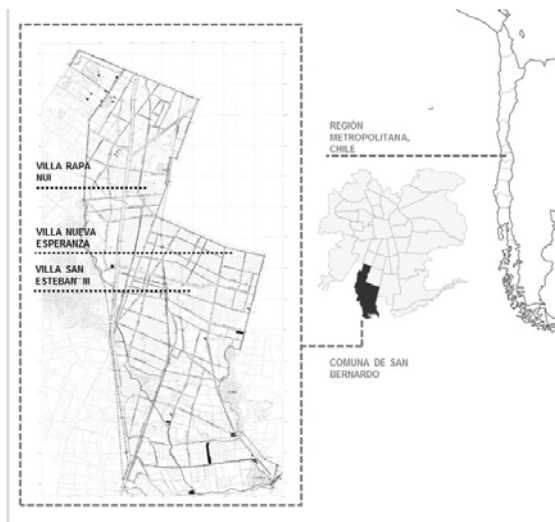 VILLA RAPA
NUI
VILLA NUEVA
ESPERANZA
VILLA SAN
ESTEBAN III
REGIÓN
METROPOLITANA,
CHILE
COMUNA DE SAN
BERNARDO